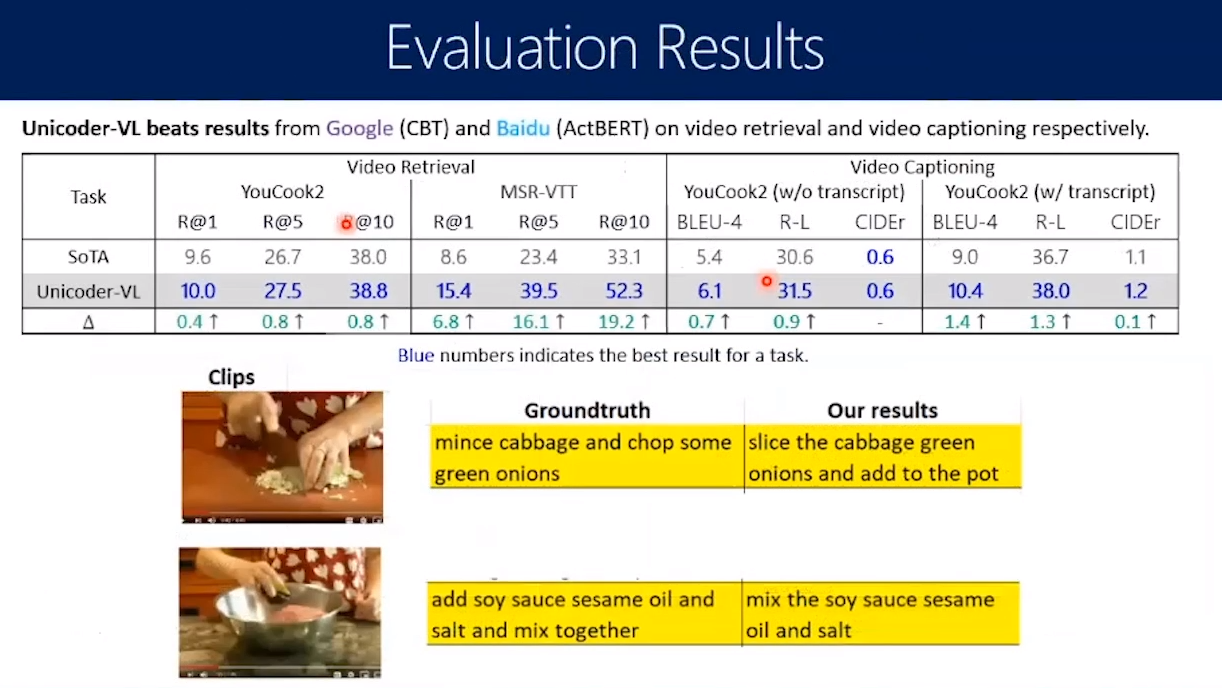 Evaluation Results
Unicoder-VL beats results from Google (CBT) and Baidu (ActBERT) on video retrieval and video captioning respectively.
Task Video Retrieval Video Captioning
YouCook2 MSR-VTT YouCook2 (w/o transcript) YouCook2 (w/ transcript)
R@1 R@5 R@10 R@1 R@5 R@10 BLEU-4 R-L CIDEr BLEU-4 R-L CIDEr
SoTA 9.6 26.7 38.0 8.6 23.4 33.1 5.4 30.6 0.6 9.0 36.7 1.1
Unicoder-VL 10.0 27.5 38.8 15.4 39.5 52.3 6.1 31.5 0.6 10.4 38.0 1.2
Δ 0.4 ↑ 0.8 ↑ 0.8 ↑ 6.8 ↑ 16.1 ↑ 19.2 ↑ 0.7 ↑ 0.9 ↑ - 1.4 ↑ 1.3 ↑ 0.1 ↑
Blue numbers indicates the best result for a task.
Clips
Groundtruth Our results
mince cabbage and chop some
green onions
slice the cabbage green
onions and add to the pot
add soy sauce sesame oil and
salt and mix together
mix the soy sauce sesame
oil and salt